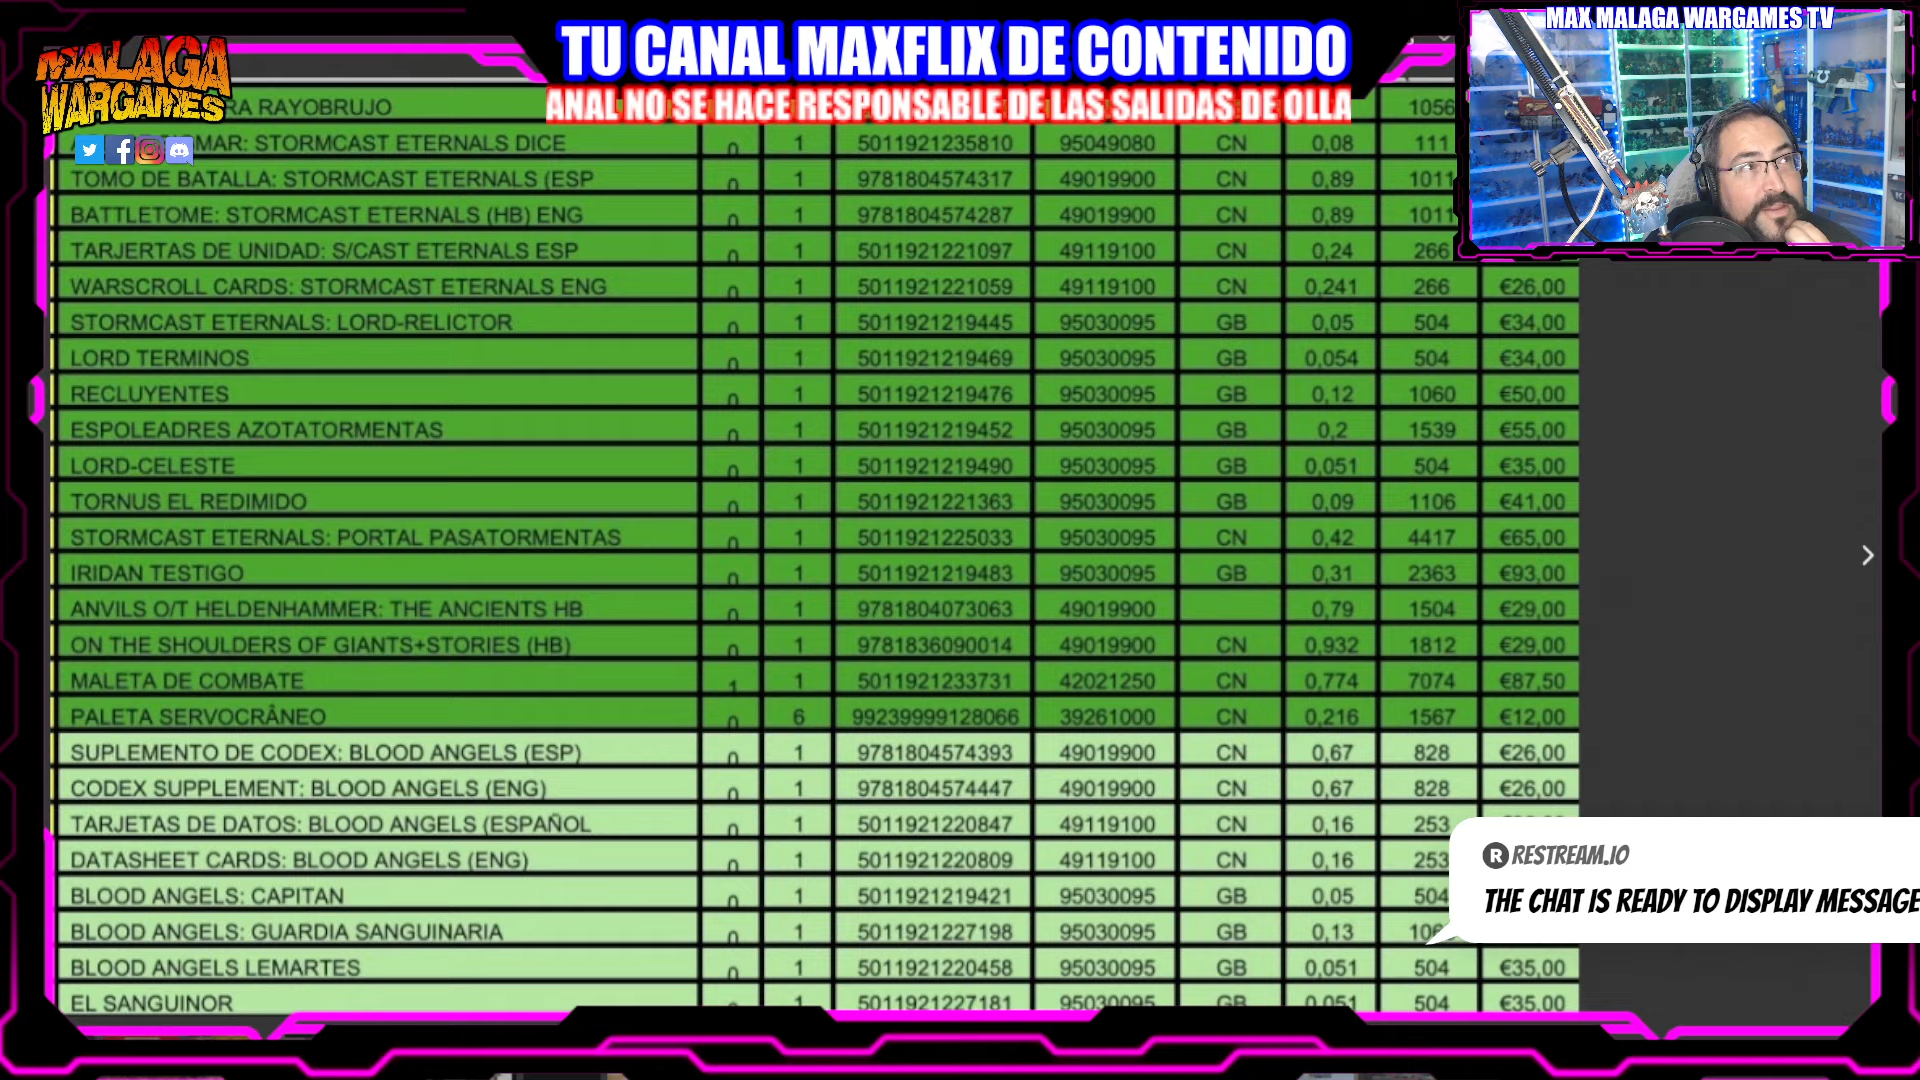 MAX MALAGA WARGAMES TV
TU CANAL MAXFLIX DE CONTENIDO
ANAL NO SE HACE RESPONSABLE DE LAS SALIDAS DE OLLA
MALAGA
WARGAMES
RA RAYOBRUJO 1056
MAR: STORMCAST ETERNALS DICE 0 1 5011921235810 95049080 CN 0,08 111
TOMO DE BATALLA: STORMCAST ETERNALS (ESP 0 1 9781804574317 49019900 CN 0,89 1011
BATTLETOME: STORMCAST ETERNALS (HB) ENG 0 1 9781804574287 49019900 CN 0,89 1011
TARJERTAS DE UNIDAD: S/CAST ETERNALS ESP 0 1 5011921221097 49119100 CN 0,24 266
WARSCROLL CARDS: STORMCAST ETERNALS ENG 0 1 5011921221059 49119100 CN 0,241 266 €26,00
STORMCAST ETERNALS: LORD-RELICTOR 0 1 5011921219445 95030095 GB 0,05 504 €34,00
LORD TERMINOS 0 1 5011921219469 95030095 GB 0,054 504 €34,00
RECLUYENTES 0 1 5011921219476 95030095 GB 0,12 1060 €50,00
ESPOLEADRES AZOTATORMENTAS 0 1 5011921219452 95030095 GB 0,2 1539 €55,00
LORD-CELESTE 0 1 5011921219490 95030095 GB 0,051 504 €35,00
TORNUS EL REDIMIDO 0 1 5011921221363 95030095 GB 0,09 1106 €41,00
STORMCAST ETERNALS: PORTAL PASATORMENTAS 0 1 5011921225033 95030095 CN 0,42 4417 €65,00
IRIDAN TESTIGO 0 1 5011921219483 95030095 GB 0,31 2363 €93,00
ANVILS O/T HELDENHAMMER: THE ANCIENTS HB 0 1 9781804073063 49019900 0,79 1504 €29,00
ON THE SHOULDERS OF GIANTS+STORIES (HB) 0 1 9781836090014 49019900 CN 0,932 1812 €29,00
MALETA DE COMBATE 1 1 5011921233731 42021250 CN 0,774 7074 €87,50
PALETA SERVOCRÂNEO 0 6 99239999128066 39261000 CN 0,216 1567 €12,00
SUPLEMENTO DE CODEX: BLOOD ANGELS (ESP) 0 1 9781804574393 49019900 CN 0,67 828 €26,00
CODEX SUPPLEMENT: BLOOD ANGELS (ENG) 0 1 9781804574447 49019900 CN 0,67 828 €26,00
TARJETAS DE DATOS: BLOOD ANGELS (ESPAÑOL 0 1 5011921220847 49119100 CN 0,16 253
DATASHEET CARDS: BLOOD ANGELS (ENG) 0 1 5011921220809 49119100 CN 0,16 253
BLOOD ANGELS: CAPITAN 0 1 5011921219421 95030095 GB 0,05 504
BLOOD ANGELS: GUARDIA SANGUINARIA 0 1 5011921227198 95030095 GB 0,13
BLOOD ANGELS LEMARTES 0 1 5011921220458 95030095 GB 0,051 504 €35,00
EL SANGUINOR 1 5011921227181 95030095 GB 0,051 504 €35,00
RESTREAM.IO
THE CHAT IS READY TO DISPLAY MESSAGE